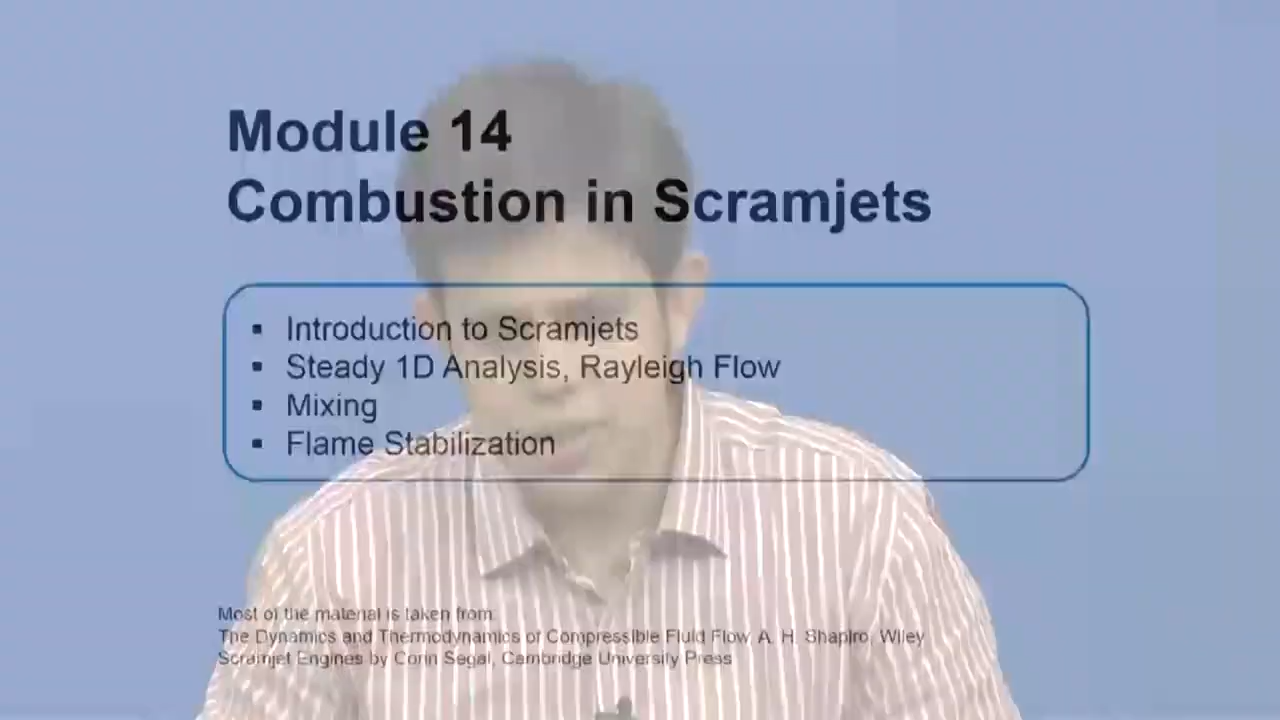 Module 14
Combustion in Scramjets
▪ Introduction to Scramjets
▪ Steady 1D Analysis, Rayleigh Flow
▪ Mixing
▪ Flame Stabilization
Most of the material is taken from:
The Dynamics and Thermodynamics of Compressible Fluid Flow, A. H. Shapiro, Wiley
Scramjet Engines by Corin Segal, Cambridge University Press